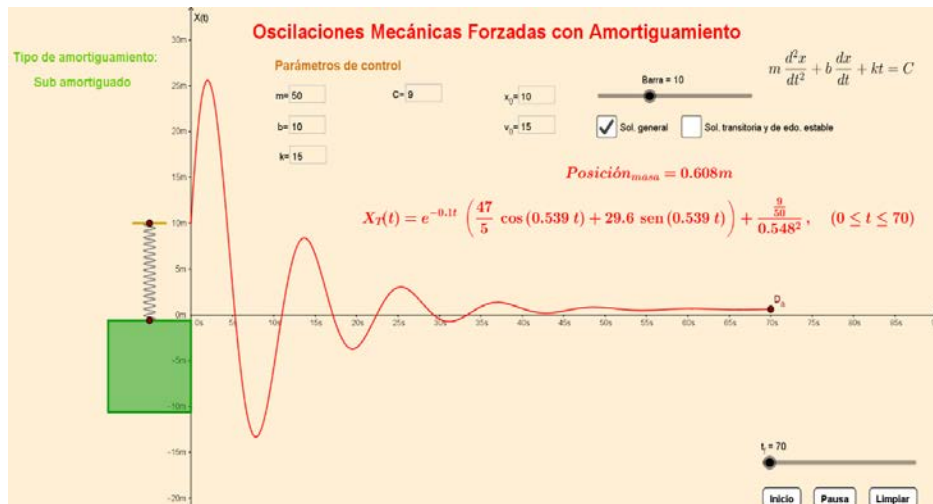 X(t)
Oscilaciones Mecánicas Forzadas con Amortiguamiento
Tipo de amortiguamiento:
Sub amortiguado
Parámetros de control
m= 50
C= 9
x₀= 10
Barra = 10
m d²x/dt² + b dx/dt + kt = C
b= 10
v₀= 15
✓ Sol. general
Sol. transitoria y de edo. estable
k= 15
Posición_masa = 0.608m
X_T(t) = e^(-0.1t) (47/5 cos (0.539 t) + 29.6 sen (0.539 t)) + (9/50)/0.548², (0 ≤ t ≤ 70)
30m
25m
20m
15m
10m
5m
0m
-5m
-10m
-15m
-20m
0s 5s 10s 15s 20s 25s 30s 35s 40s 45s 50s 55s 60s 65s 70s 75s 80s 85s
t = 70
Inicio Pausa Limpiar